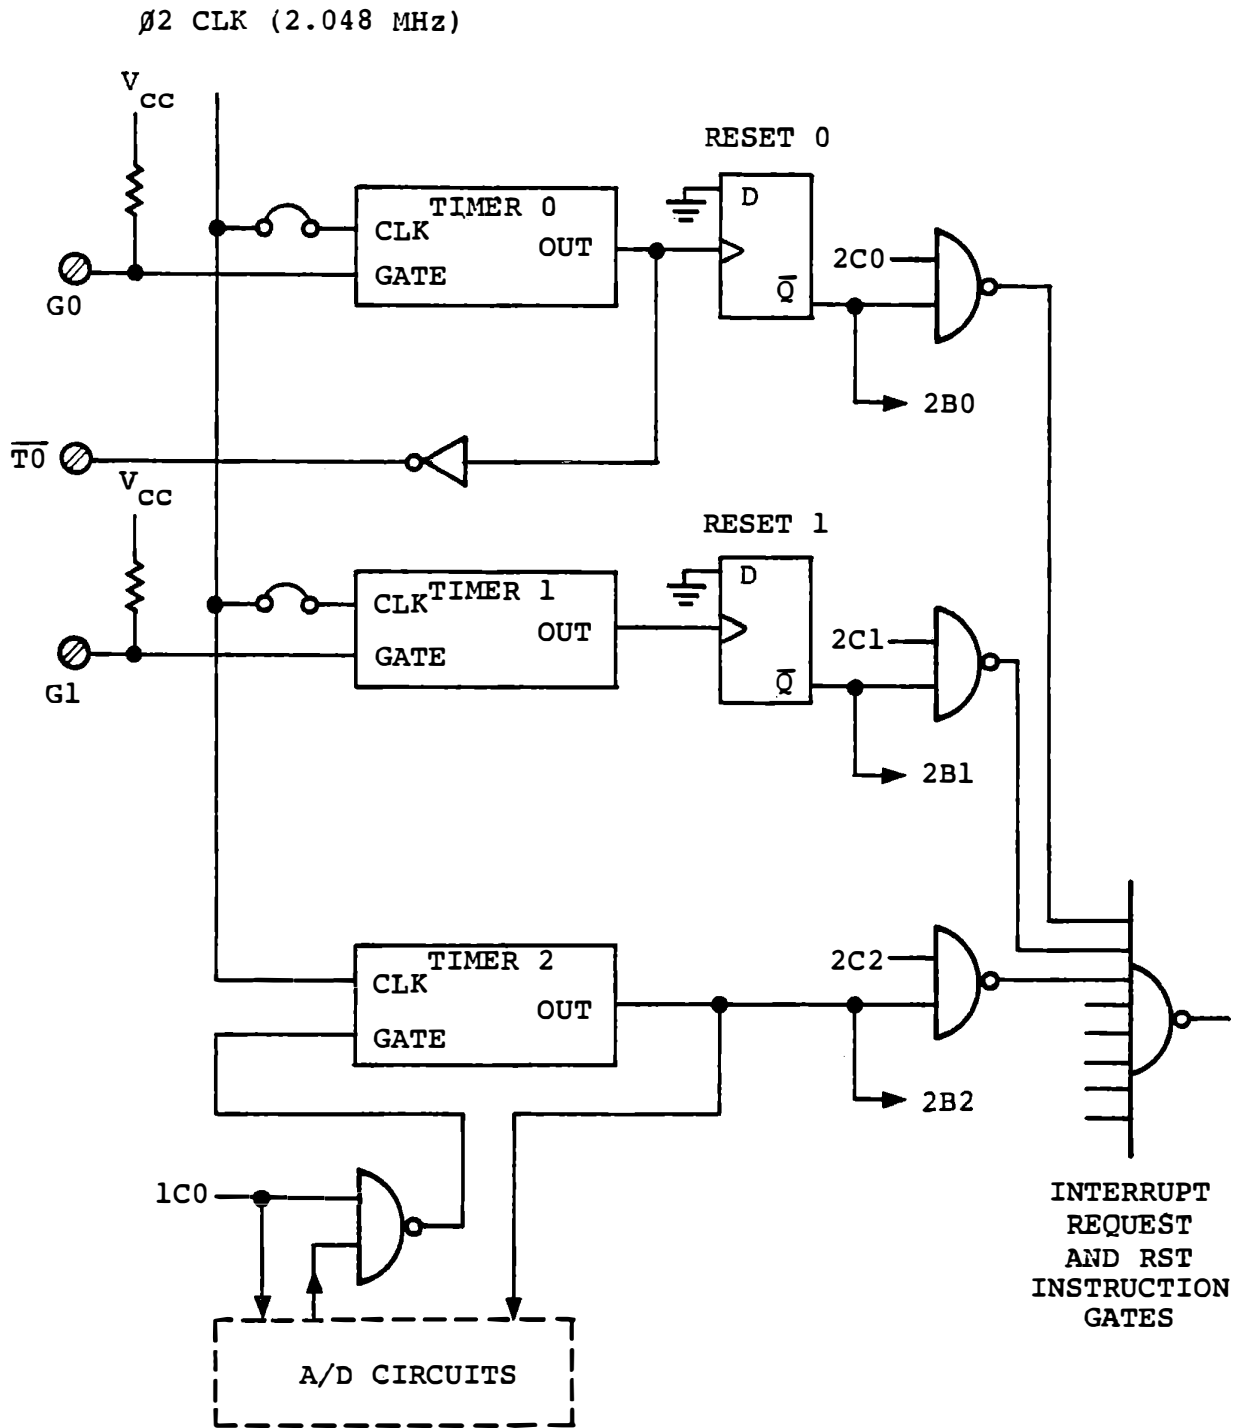 Ø2 CLK (2.048 MHz)
Vcc
RESET 0
TIMER 0
D
CLK
OUT
GATE
2C0
Q̅
G0
2B0
T̅0̅
Vcc
RESET 1
TIMER 1
D
CLK
OUT
GATE
2C1
Q̅
G1
2B1
TIMER 2
2C2
CLK
OUT
GATE
2B2
1C0
INTERRUPT
REQUEST
AND RST
INSTRUCTION
GATES
A/D CIRCUITS